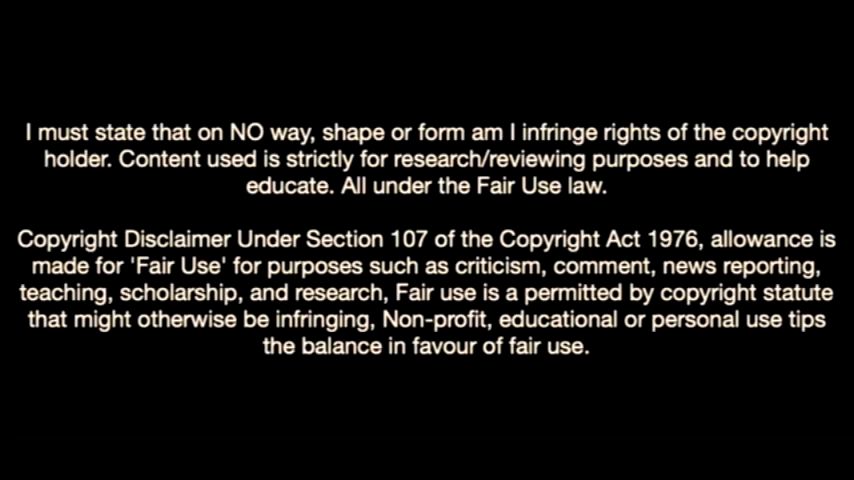 I must state that on NO way, shape or form am I infringe rights of the copyright
holder. Content used is strictly for research/reviewing purposes and to help
educate. All under the Fair Use law.
Copyright Disclaimer Under Section 107 of the Copyright Act 1976, allowance is
made for 'Fair Use' for purposes such as criticism, comment, news reporting,
teaching, scholarship, and research, Fair use is a permitted by copyright statute
that might otherwise be infringing, Non-profit, educational or personal use tips
the balance in favour of fair use.